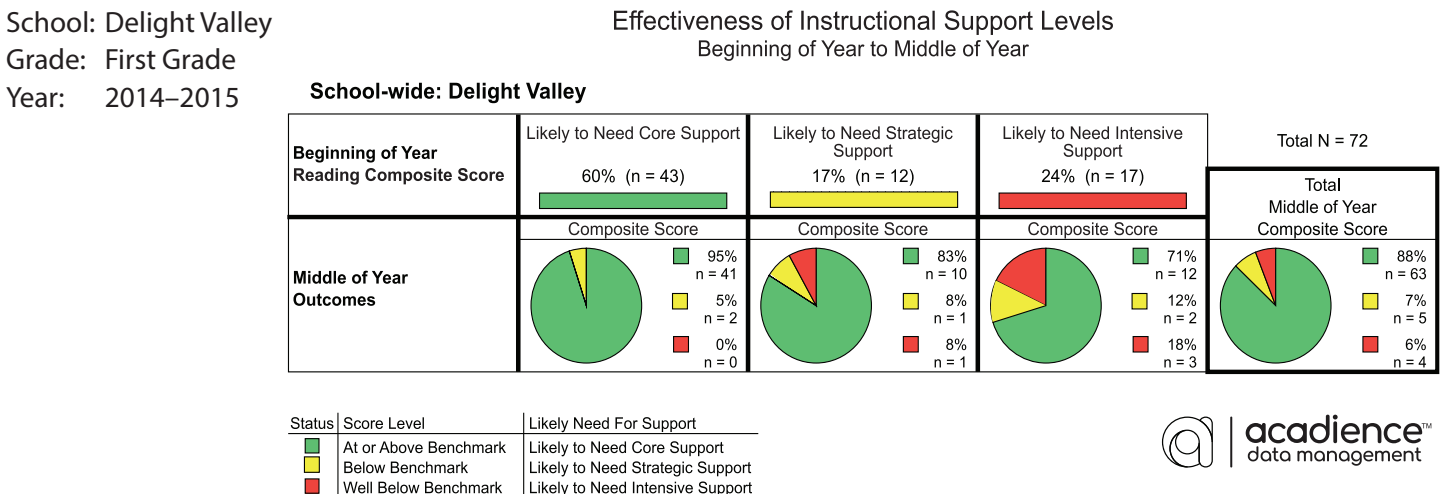 School: Delight Valley
Grade: First Grade
Year: 2014–2015
Effectiveness of Instructional Support Levels
Beginning of Year to Middle of Year
School-wide: Delight Valley
Beginning of Year
Reading Composite Score
Likely to Need Core Support
60% (n = 43)
Likely to Need Strategic
Support
17% (n = 12)
Likely to Need Intensive
Support
24% (n = 17)
Total N = 72
Total
Middle of Year
Composite Score
Middle of Year
Outcomes
Composite Score
95%
n = 41
5%
n = 2
0%
n = 0
Composite Score
83%
n = 10
8%
n = 1
8%
n = 1
Composite Score
71%
n = 12
12%
n = 2
18%
n = 3
88%
n = 63
7%
n = 5
6%
n = 4
Status Score Level Likely Need For Support
At or Above Benchmark Likely to Need Core Support
Below Benchmark Likely to Need Strategic Support
Well Below Benchmark Likely to Need Intensive Support
acadience™
data management